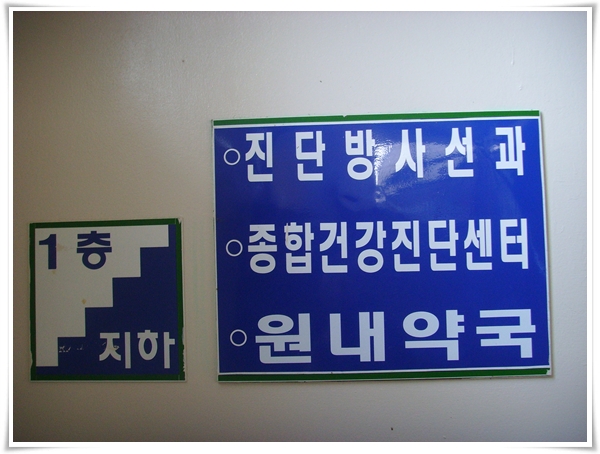 1층
지하
○진단방사선과
○종합건강진단센터
○원내약국